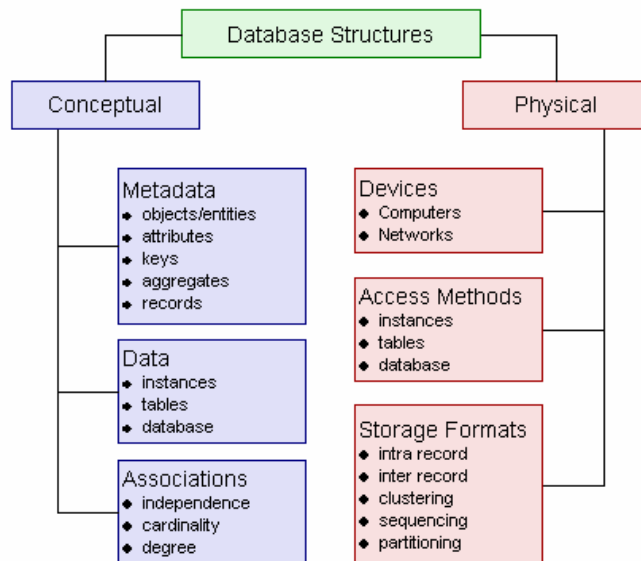 Database Structures
Conceptual
Physical
Metadata
objects/entities
attributes
keys
aggregates
records
Data
instances
tables
database
Associations
independence
cardinality
degree
Devices
Computers
Networks
Access Methods
instances
tables
database
Storage Formats
intra record
inter record
clustering
sequencing
partitioning